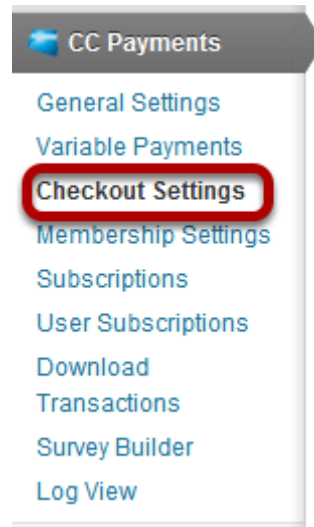 CC Payments
General Settings
Variable Payments
Checkout Settings
Membership Settings
Subscriptions
User Subscriptions
Download
Transactions
Survey Builder
Log View